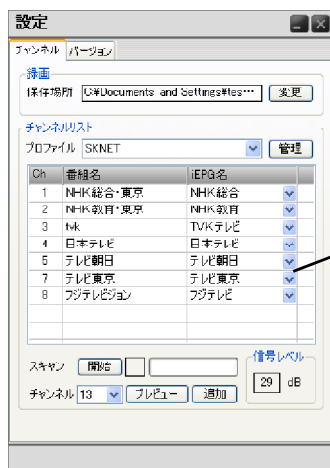 設定
チャンネル バージョン
録画
保存場所 C:¥Documents and Settings¥tes… 変更
チャンネルリスト
プロファイル SKNET 管理
Ch 番組名 iEPG名
1 NHK総合・東京 NHK総合
2 NHK教育・東京 NHK教育
3 tvk TVKテレビ
4 日本テレビ 日本テレビ
5 テレビ朝日 テレビ朝日
7 テレビ東京 テレビ東京
8 フジテレビジョン フジテレビ
スキャン 開始
信号レベル
29 dB
チャンネル 13 プレビュー 追加